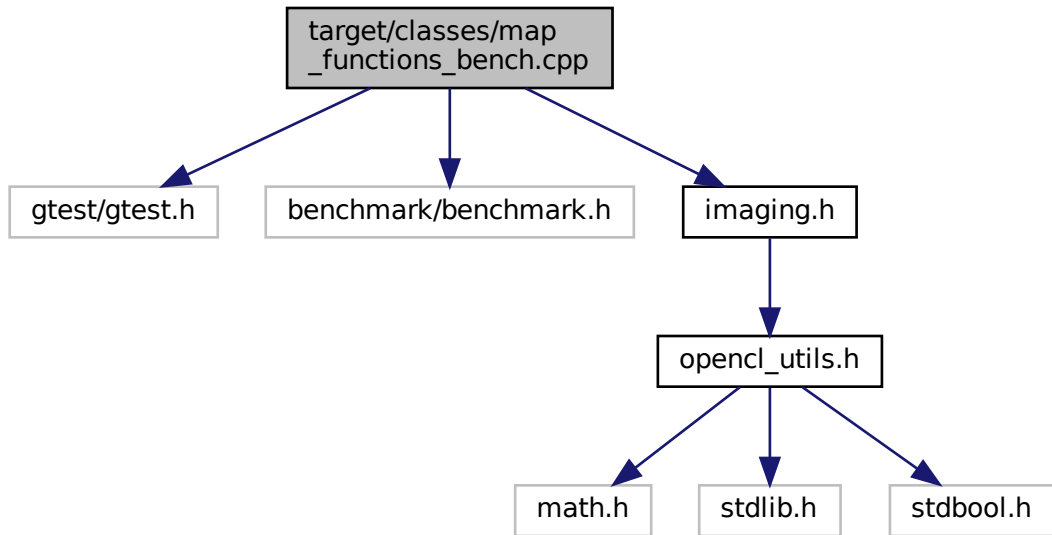 target/classes/map
_functions_bench.cpp
gtest/gtest.h
benchmark/benchmark.h
imaging.h
opencl_utils.h
math.h
stdlib.h
stdbool.h